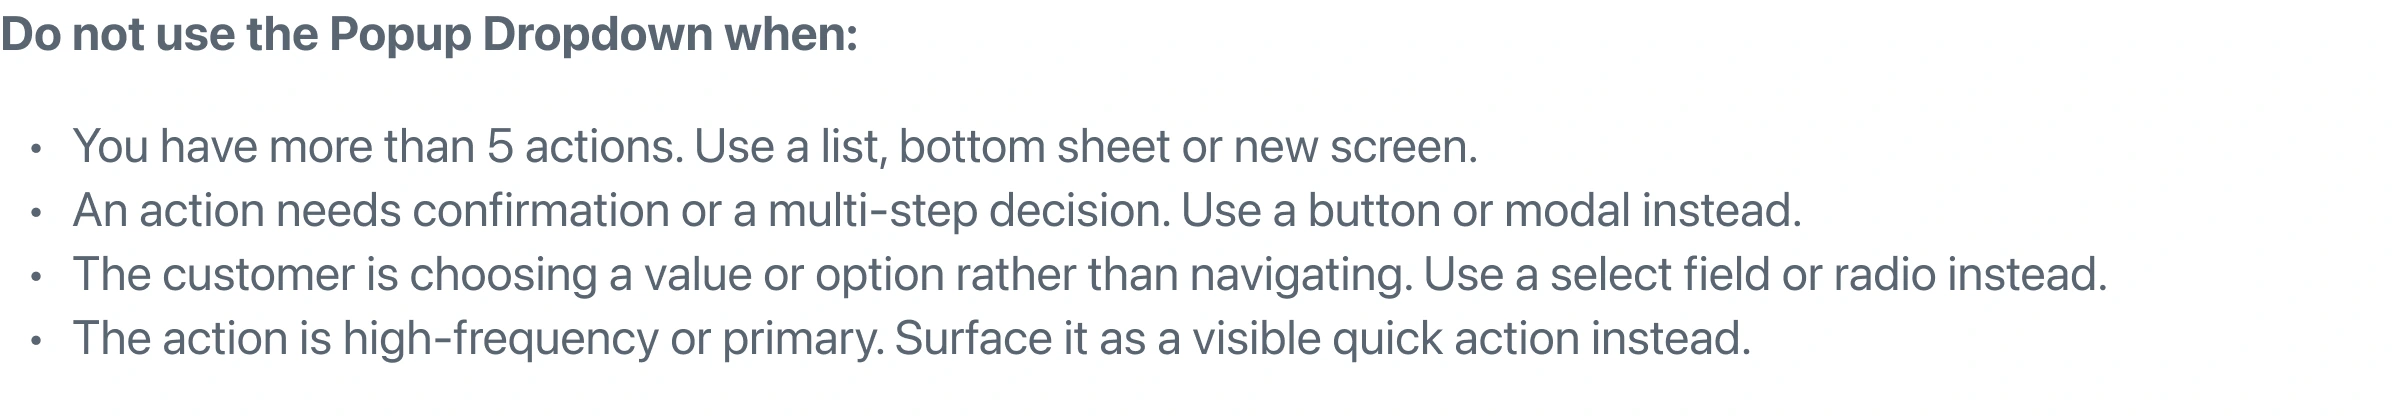 Do not use the Popup Dropdown when:
• You have more than 5 actions. Use a list, bottom sheet or new screen.
• An action needs confirmation or a multi-step decision. Use a button or modal instead.
• The customer is choosing a value or option rather than navigating. Use a select field or radio instead.
• The action is high-frequency or primary. Surface it as a visible quick action instead.